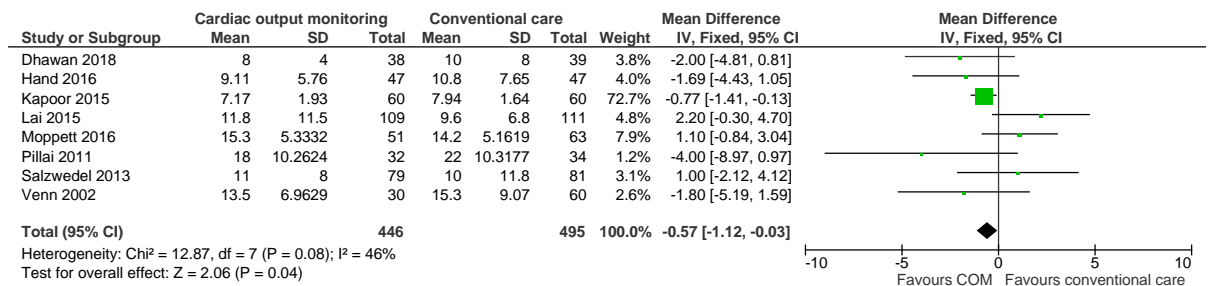 Cardiac output monitoring Conventional care Mean Difference Mean Difference
Study or Subgroup Mean SD Total Mean SD Total Weight IV, Fixed, 95% CI IV, Fixed, 95% CI
Dhawan 2018 8 4 38 10 8 39 3.8% -2.00 [-4.81, 0.81]
Hand 2016 9.11 5.76 47 10.8 7.65 47 4.0% -1.69 [-4.43, 1.05]
Kapoor 2015 7.17 1.93 60 7.94 1.64 60 72.7% -0.77 [-1.41, -0.13]
Lai 2015 11.8 11.5 109 9.6 6.8 111 4.8% 2.20 [-0.30, 4.70]
Moppett 2016 15.3 5.3332 51 14.2 5.1619 63 7.9% 1.10 [-0.84, 3.04]
Pillai 2011 18 10.2624 32 22 10.3177 34 1.2% -4.00 [-8.97, 0.97]
Salzwedel 2013 11 8 79 10 11.8 81 3.1% 1.00 [-2.12, 4.12]
Venn 2002 13.5 6.9629 30 15.3 9.07 60 2.6% -1.80 [-5.19, 1.59]
Total (95% CI) 446 495 100.0% -0.57 [-1.12, -0.03]
Heterogeneity: Chi² = 12.87, df = 7 (P = 0.08); I² = 46%
Test for overall effect: Z = 2.06 (P = 0.04)
-10 -5 0 5 10
Favours COM Favours conventional care